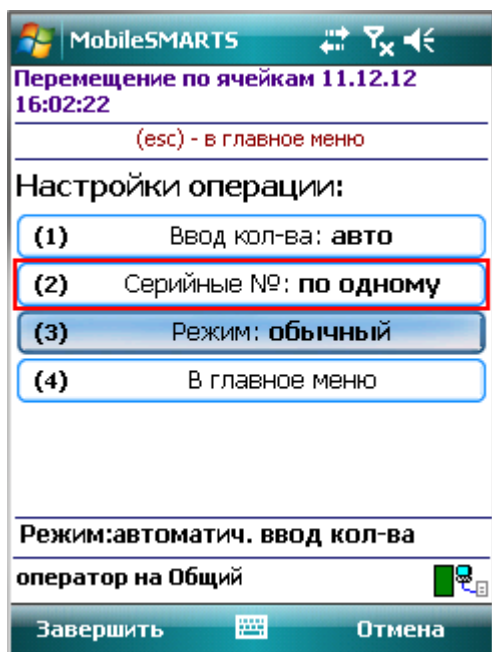 MobileSMARTS
Перемещение по ячейкам 11.12.12
16:02:22
(esc) - в главное меню
Настройки операции:
(1) Ввод кол-ва: авто
(2) Серийные №: по одному
(3) Режим: обычный
(4) В главное меню
Режим:автоматич. ввод кол-ва
оператор на Общий
Завершить Отмена